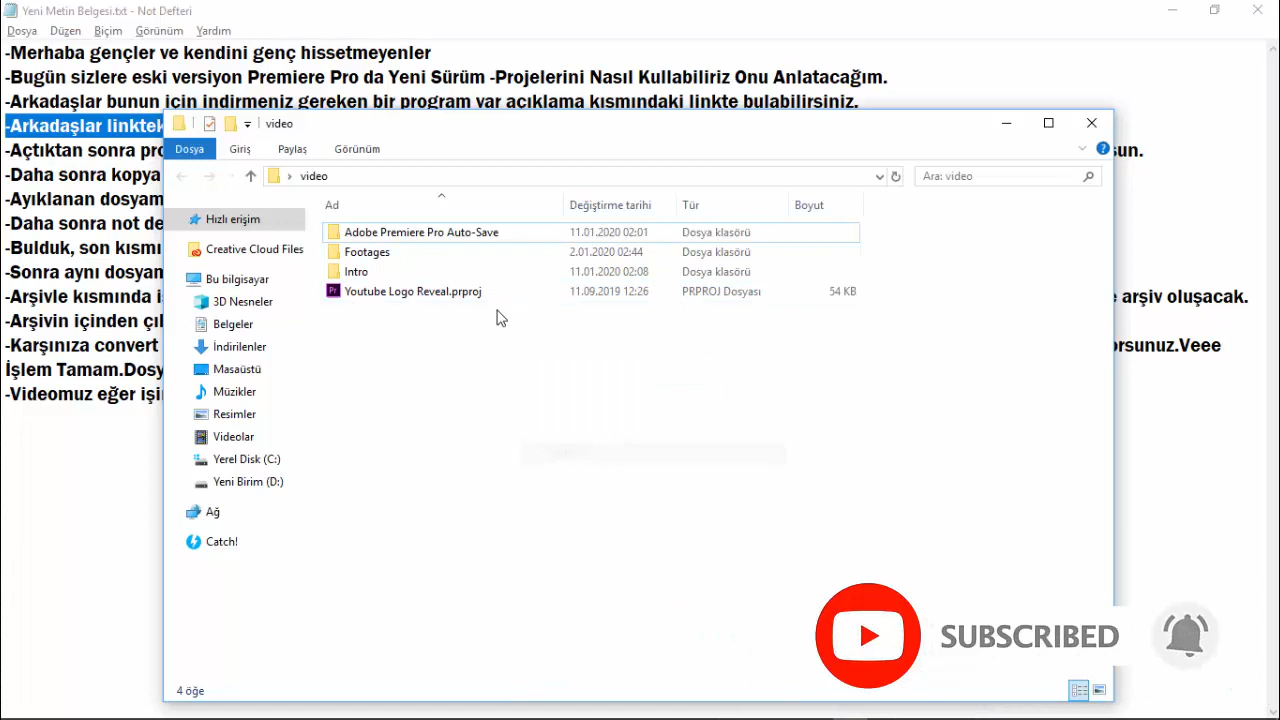 Yeni Metin Belgesi.txt - Not Defteri
Dosya Düzen Biçim Görünüm Yardım
-Merhaba gençler ve kendini genç hissetmeyenler
-Bugün sizlere eski versiyon Premiere Pro da Yeni Sürüm -Projelerini Nasıl Kullabiliriz Onu Anlatacağım.
-Arkadaşlar bunun için indirmeniz gereken bir program var açıklama kısmındaki linkte bulabilirsiniz.
-Arkadaşlar linktek
-Açtıktan sonra pro
sun.
-Daha sonra kopya
-Ayıklanan dosyam
-Daha sonra not de
-Bulduk, son kısmı
-Sonra aynı dosyam
-Arşivle kısmında i
e arşiv oluşacak.
-Arşivin içinden çıl
-Karşınıza convert
orsunuz.Veee
İşlem Tamam.Dosy
-Videomuz eğer işi
video
Dosya Giriş Paylaş Görünüm
video
Ara: video
Ad Değiştirme tarihi Tür Boyut
Adobe Premiere Pro Auto-Save 11.01.2020 02:01 Dosya klasörü
Footages 2.01.2020 02:44 Dosya klasörü
Intro 11.01.2020 02:08 Dosya klasörü
Pr Youtube Logo Reveal.prproj 11.09.2019 12:26 PRPROJ Dosyası 54 KB
Hızlı erişim
Creative Cloud Files
Bu bilgisayar
3D Nesneler
Belgeler
İndirilenler
Masaüstü
Müzikler
Resimler
Videolar
Yerel Disk (C:)
Yeni Birim (D:)
Ağ
Catch!
4 öğe
SUBSCRIBED